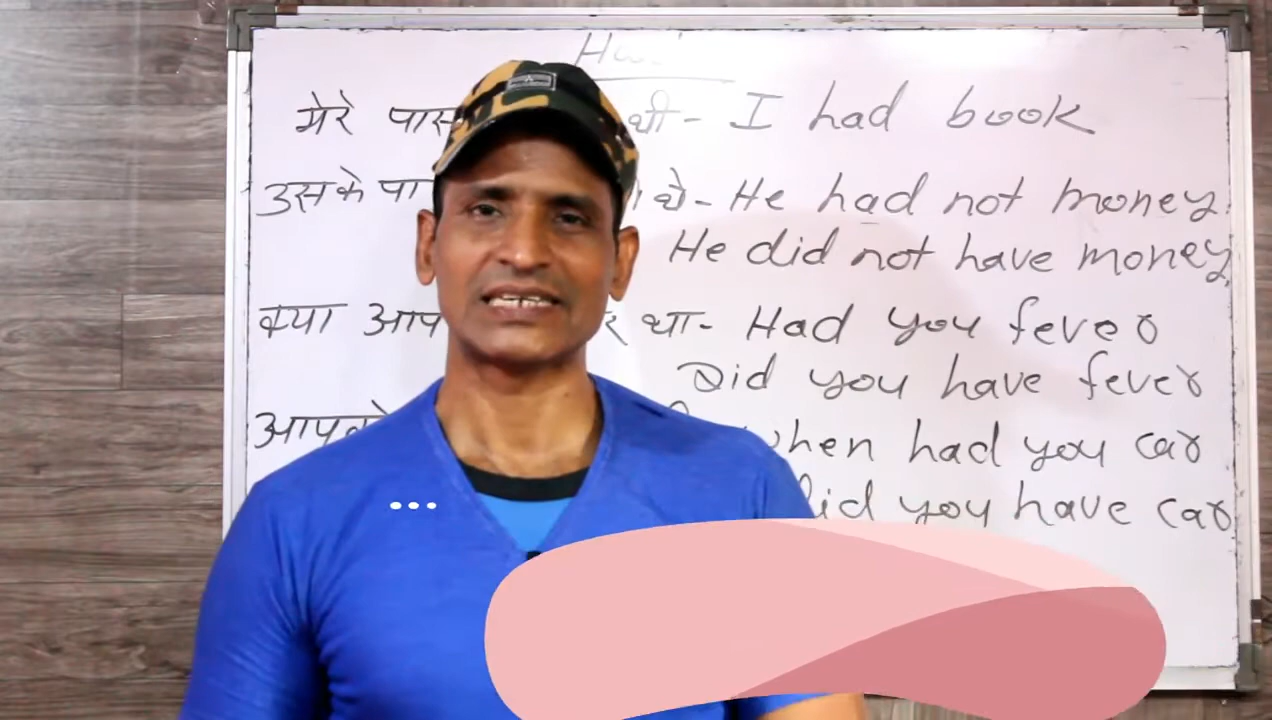 Had
मेरे पास थी - I had book
उसके थे - He had not money
He did not have money
क्या आप था - Had you fever
Did you have fever
when had you car
did you have car